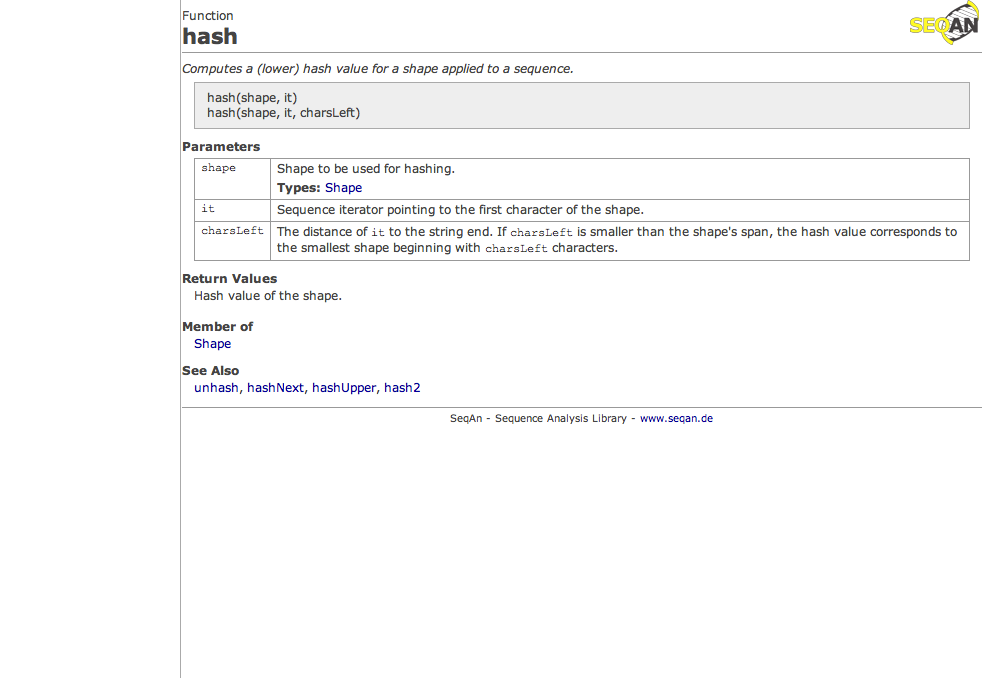 Function
SEQAN
hash
Computes a (lower) hash value for a shape applied to a sequence.
hash(shape, it)
hash(shape, it, charsLeft)
Parameters
shape
Shape to be used for hashing.
Types: Shape
it
Sequence iterator pointing to the first character of the shape.
charsLeft
The distance of it to the string end. If charsLeft is smaller than the shape's span, the hash value corresponds to
the smallest shape beginning with charsLeft characters.
Return Values
Hash value of the shape.
Member of
Shape
See Also
unhash, hashNext, hashUpper, hash2
SeqAn - Sequence Analysis Library - www.seqan.de